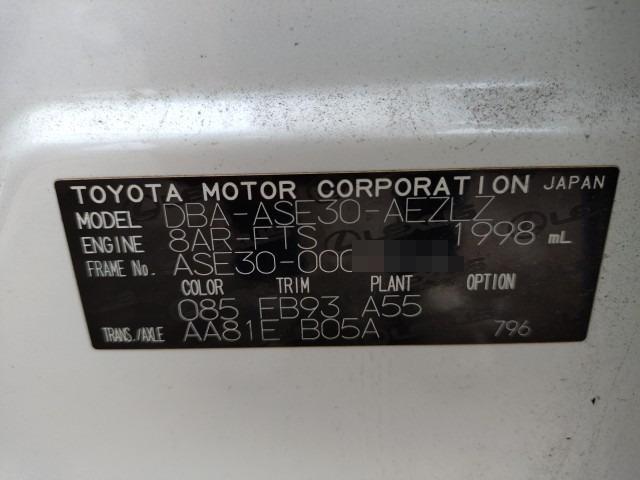 TOYOTA MOTOR CORPORATION JAPAN
MODEL DBA-ASE30-AEZLZ
ENGINE 8AR-FTS 1998 mL
FRAME No. ASE30-000
COLOR TRIM PLANT OPTION
085 EB93 A55
TRANS./AXLE AA81E B05A 796